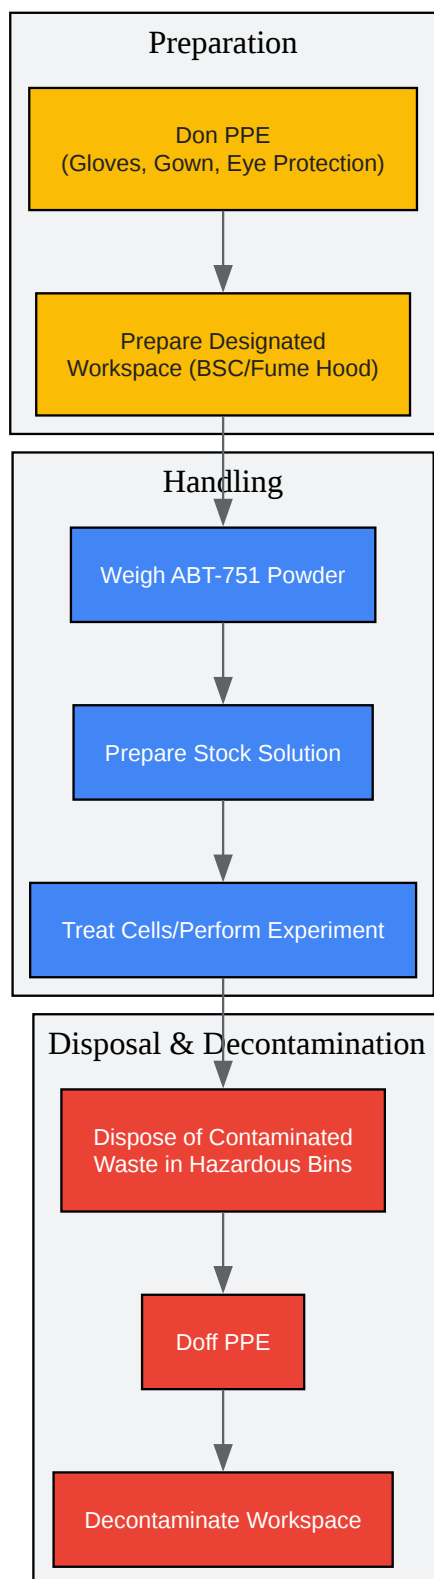 Preparation
Don PPE
(Gloves, Gown, Eye Protection)
Prepare Designated
Workspace (BSC/Fume Hood)
Handling
Weigh ABT-751 Powder
Prepare Stock Solution
Treat Cells/Perform Experiment
Disposal & Decontamination
Dispose of Contaminated
Waste in Hazardous Bins
Doff PPE
Decontaminate Workspace